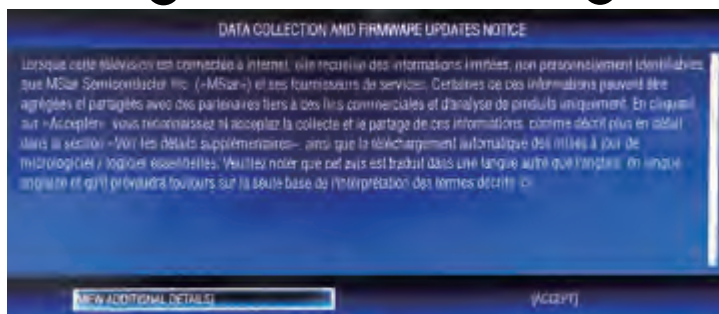 DATA COLLECTION AND FIRMWARE UPDATES NOTICE
Lorsque cette télévision est connectée à Internet, elle recueille des informations limitées, non personnellement identifiables
que MStar Semiconductor Inc. («MStar») et ses fournisseurs de services. Certaines de ces informations peuvent être
agrégées et partagées avec des partenaires tiers à des fins commerciales et d'analyse de produits uniquement. En cliquant
sur «Accepter», vous reconnaissez et acceptez la collecte et le partage de ces informations, comme décrit plus en détail
dans la section «Voir les détails supplémentaires», ainsi que le téléchargement automatique des mises à jour de
micrologiciel / logiciel essentielles. Veuillez noter que cet avis est traduit dans une langue autre que l'anglais, en langue
anglaise et qu'il prévaudra toujours sur la seule base de l'interprétation des termes décrits ici.
[VIEW ADDITIONAL DETAILS]
[ACCEPT]